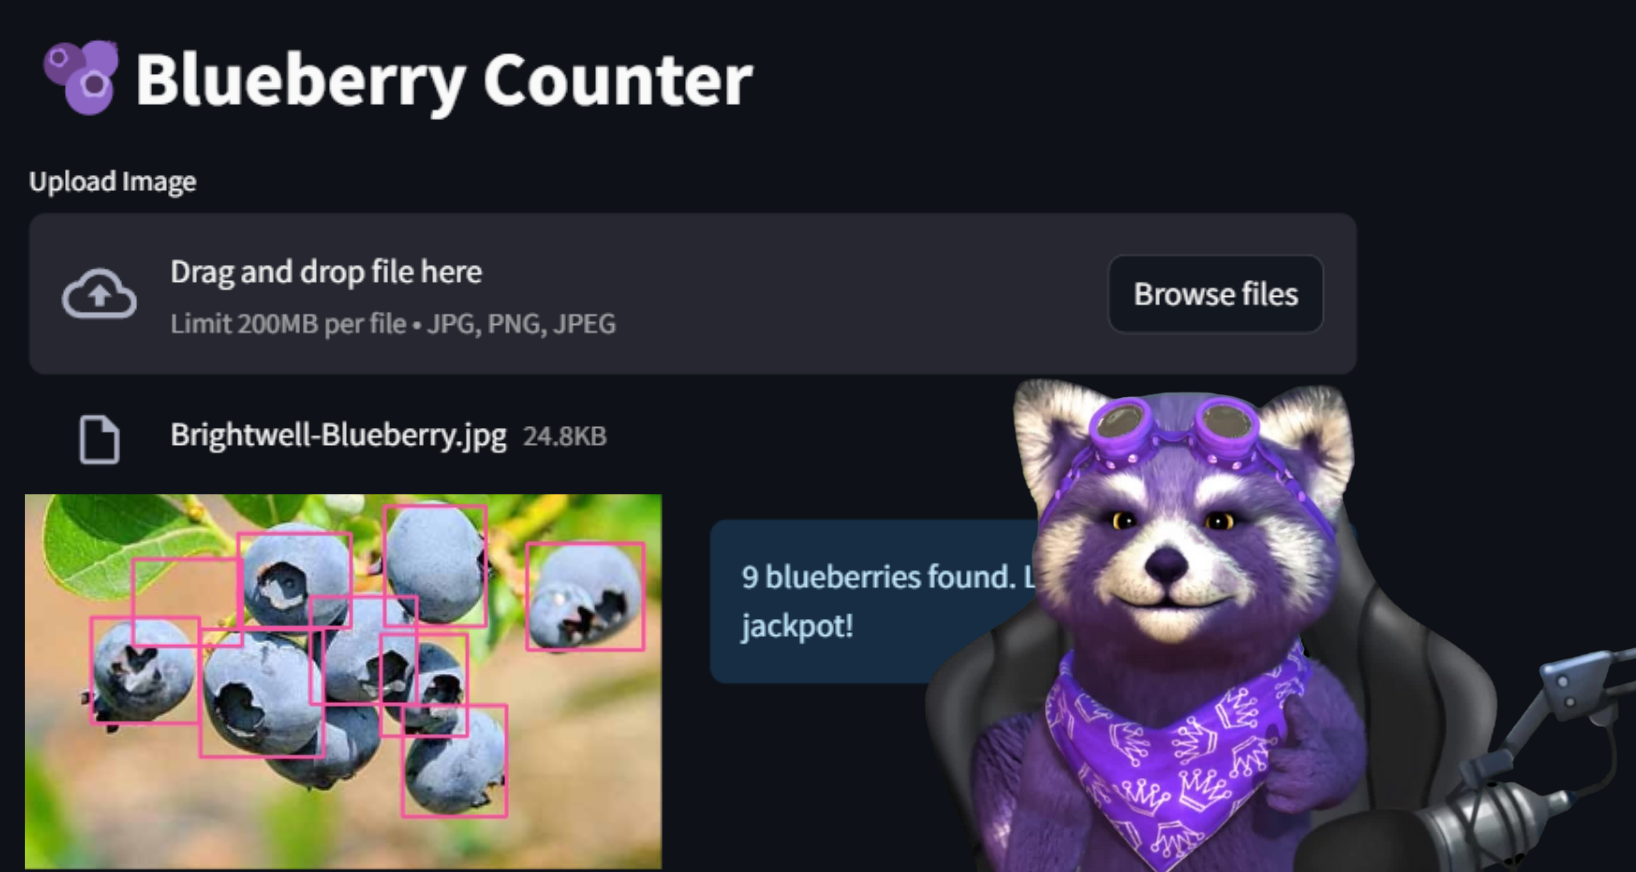 Blueberry Counter
Upload Image
Drag and drop file here
Limit 200MB per file • JPG, PNG, JPEG
Browse files
Brightwell-Blueberry.jpg 24.8KB
9 blueberries found. L
jackpot!